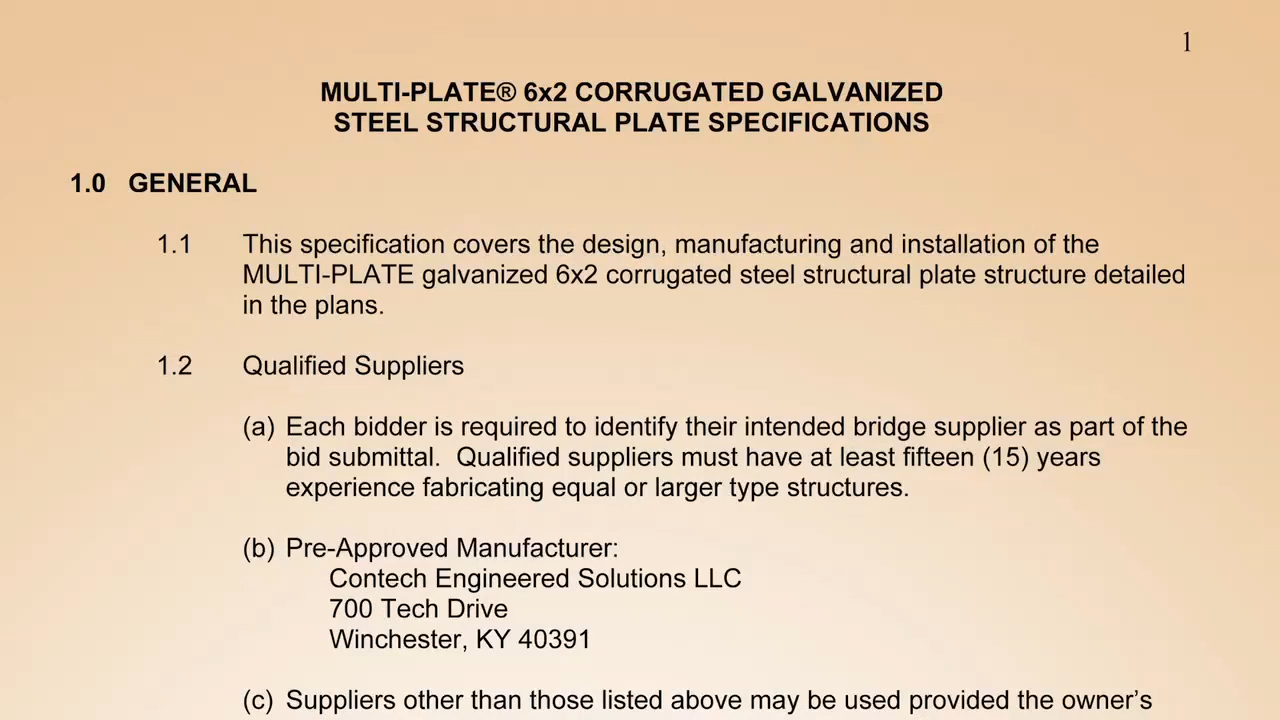 1
MULTI-PLATE® 6x2 CORRUGATED GALVANIZED
STEEL STRUCTURAL PLATE SPECIFICATIONS
1.0 GENERAL
1.1 This specification covers the design, manufacturing and installation of the
MULTI-PLATE galvanized 6x2 corrugated steel structural plate structure detailed
in the plans.
1.2 Qualified Suppliers
(a) Each bidder is required to identify their intended bridge supplier as part of the
bid submittal. Qualified suppliers must have at least fifteen (15) years
experience fabricating equal or larger type structures.
(b) Pre-Approved Manufacturer:
Contech Engineered Solutions LLC
700 Tech Drive
Winchester, KY 40391
(c) Suppliers other than those listed above may be used provided the owner’s